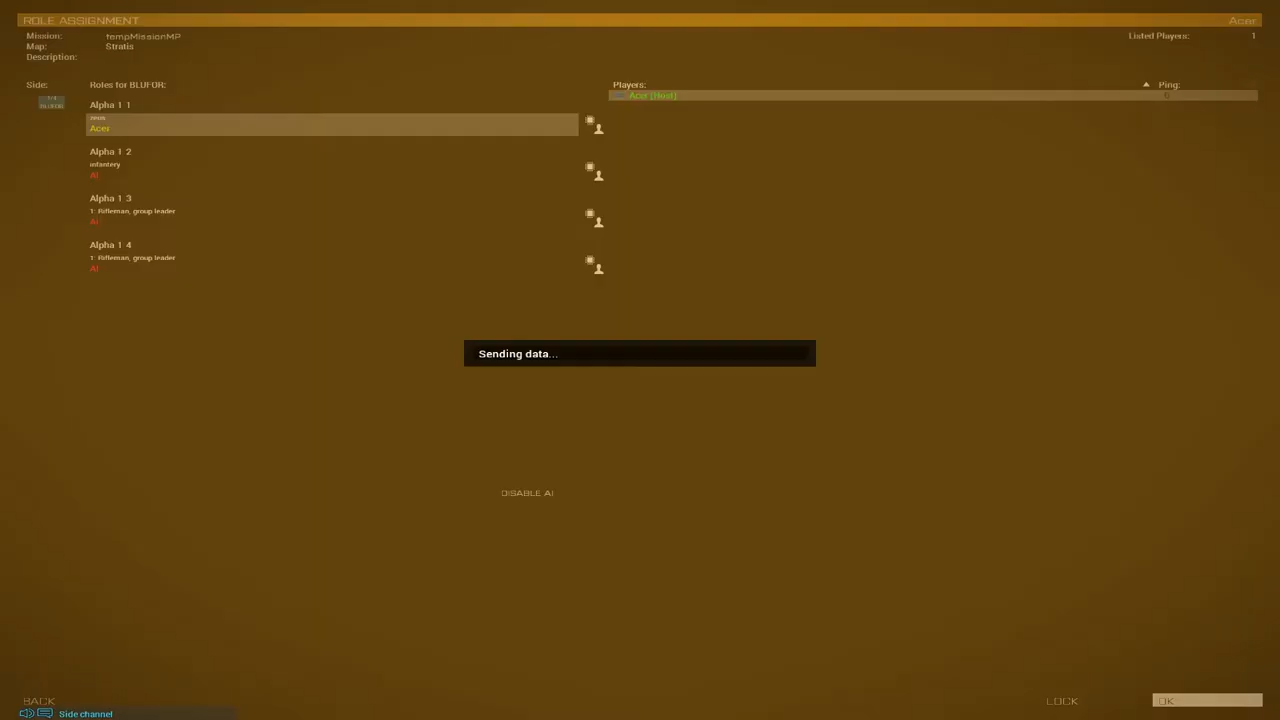 ROLE ASSIGNMENT
Acer
Mission: tempMissionMP
Listed Players: 1
Map: Stratis
Description:
Side:
Roles for BLUFOR:
Players:
Ping:
Alpha 1 1
zeus
Acer
Acer (Host)
0
Alpha 1 2
infantery
AI
Alpha 1 3
1: Rifleman, group leader
AI
Alpha 1 4
1: Rifleman, group leader
AI
Sending data...
DISABLE AI
BACK
LOCK
OK
Side channel